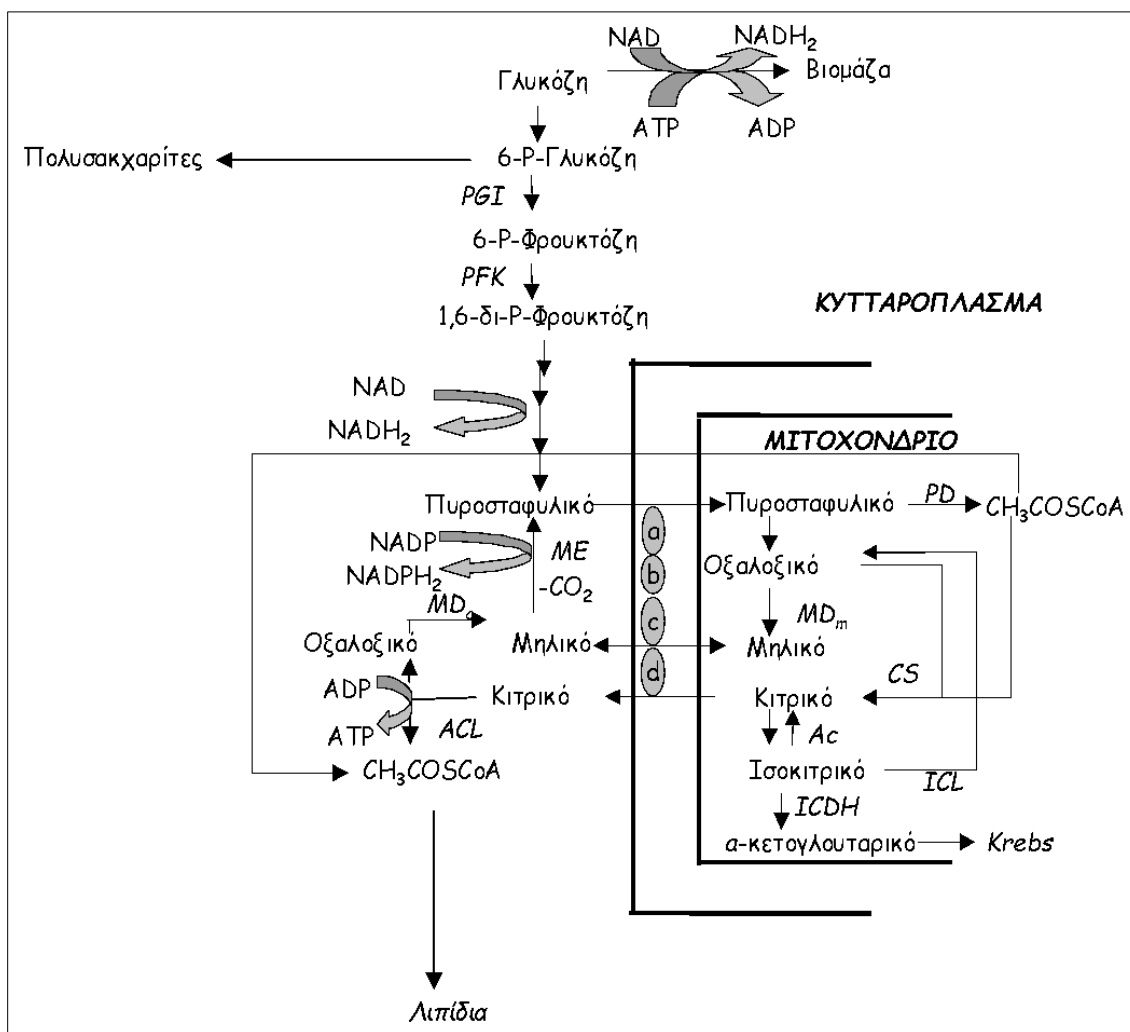 NAD NADH₂
Γλυκόζη Βιομάζα
ATP ADP
Πολυσακχαρίτες 6-P-Γλυκόζη
PGI
6-P-Φρουκτόζη
PFK
1,6-δι-P-Φρουκτόζη
ΚΥΤΤΑΡΟΠΛΑΣΜΑ
NAD
NADH₂
ΜΙΤΟΧΟΝΔΡΙΟ
Πυροσταφυλικό Πυροσταφυλικό PD CH₃COSCoA
a
NADP ME
NADPH₂ -CO₂
b Οξαλοξικό
MD
c MDₘ
Οξαλοξικό Μηλικό Μηλικό
d
ADP Κιτρικό Κιτρικό CS
ATP ACL Ac
CH₃COSCoA Ισοκιτρικό ICL
ICDH
α-κετογλουταρικό Krebs
Λιπίδια